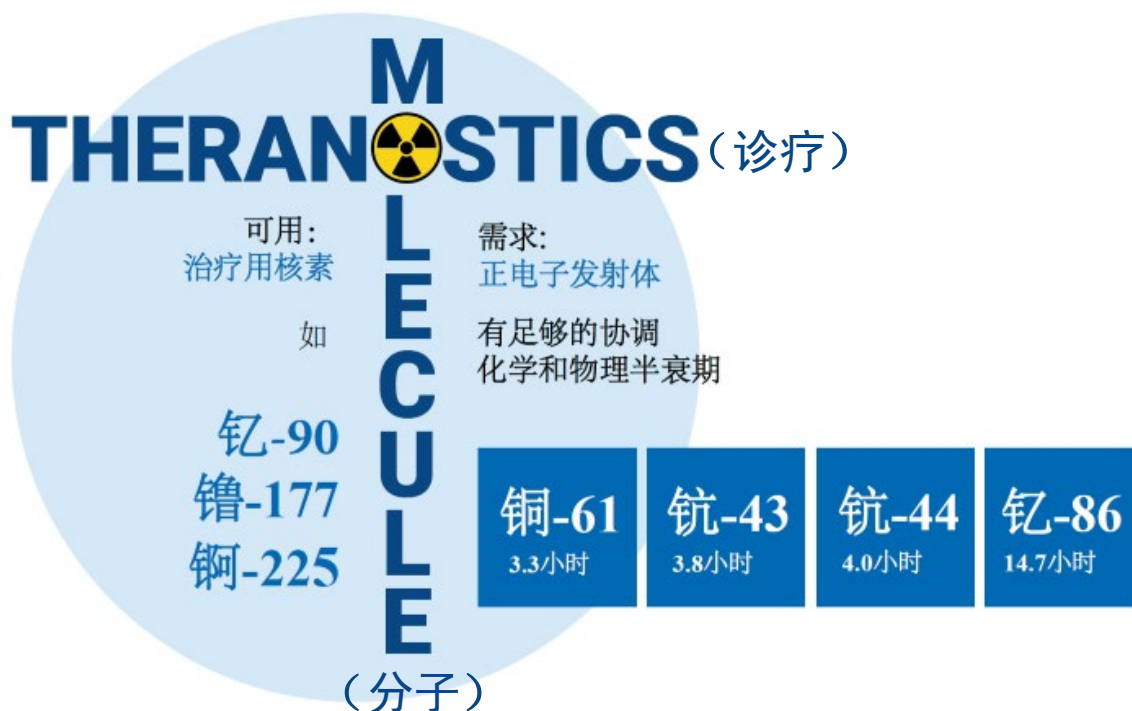 MOLECULE
THERANOSTICS(诊疗)
可用:
治疗用核素
如
钇-90
镥-177
锕-225
需求:
正电子发射体
有足够的协调
化学和物理半衰期
铜-61
3.3小时
钪-43
3.8小时
钪-44
4.0小时
钇-86
14.7小时
(分子)